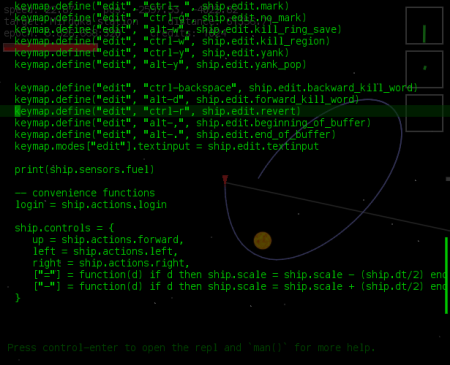 keymap.define("edit", "ctrl- ", ship.edit.mark)
ship.edit.no_mark)
keymap.define("edit", "alt-w", ship.edit.kill_ring_save)
keymap.define("edit", "ctrl-w", ship.edit.kill_region)
keymap.define("edit", "ctrl-y", ship.edit.yank)
keymap.define("edit", "alt-y", ship.edit.yank_pop)
keymap.define("edit", "ctrl-backspace", ship.edit.backward_kill_word)
keymap.define("edit", "alt-d", ship.edit.forward_kill_word)
keymap.define("edit", "ctrl-r", ship.edit.revert)
keymap.define("edit", "alt-,", ship.edit.beginning_of_buffer)
keymap.define("edit", "alt-.", ship.edit.end_of_buffer)
keymap.modes["edit"].textinput = ship.edit.textinput
print(ship.sensors.fuel)
-- convenience functions
login = ship.actions.login
ship.controls = {
up = ship.actions.forward,
left = ship.actions.left,
right = ship.actions.right,
["="] = function(d) if d then ship.scale = ship.scale - (ship.dt/2) end
["-"] = function(d) if d then ship.scale = ship.scale + (ship.dt/2) end
}
Press control-enter to open the repl and `man()` for more help.